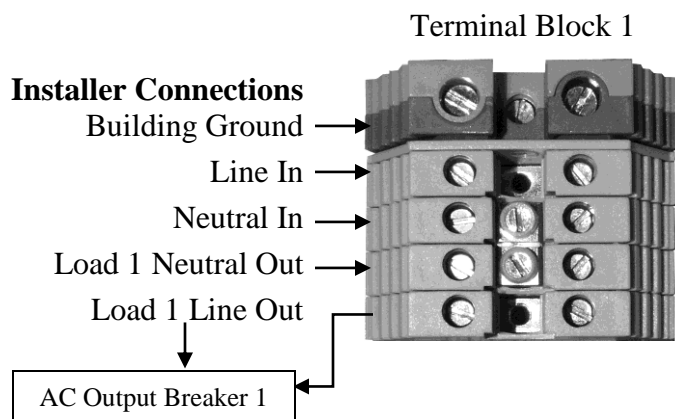 Terminal Block 1
Installer Connections
Building Ground
Line In
Neutral In
Load 1 Neutral Out
Load 1 Line Out
AC Output Breaker 1